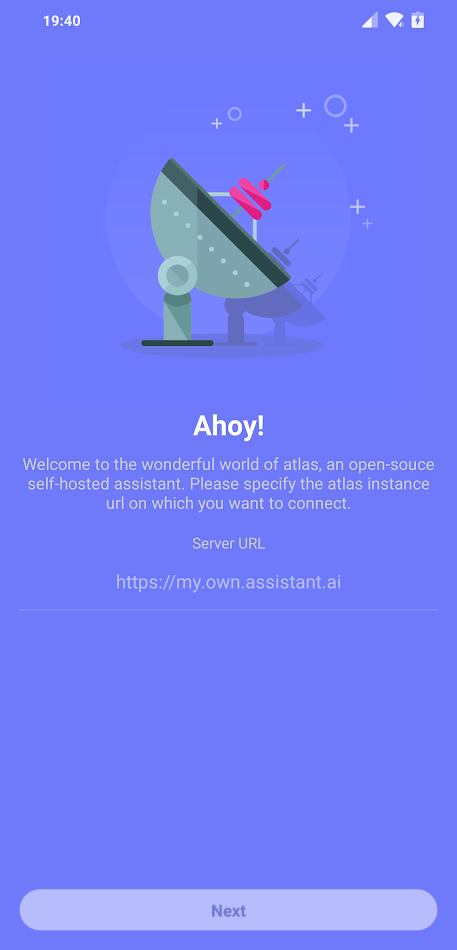 19:40
Ahoy!
Welcome to the wonderful world of atlas, an open-souce
self-hosted assistant. Please specify the atlas instance
url on which you want to connect.
Server URL
https://my.own.assistant.ai
Next